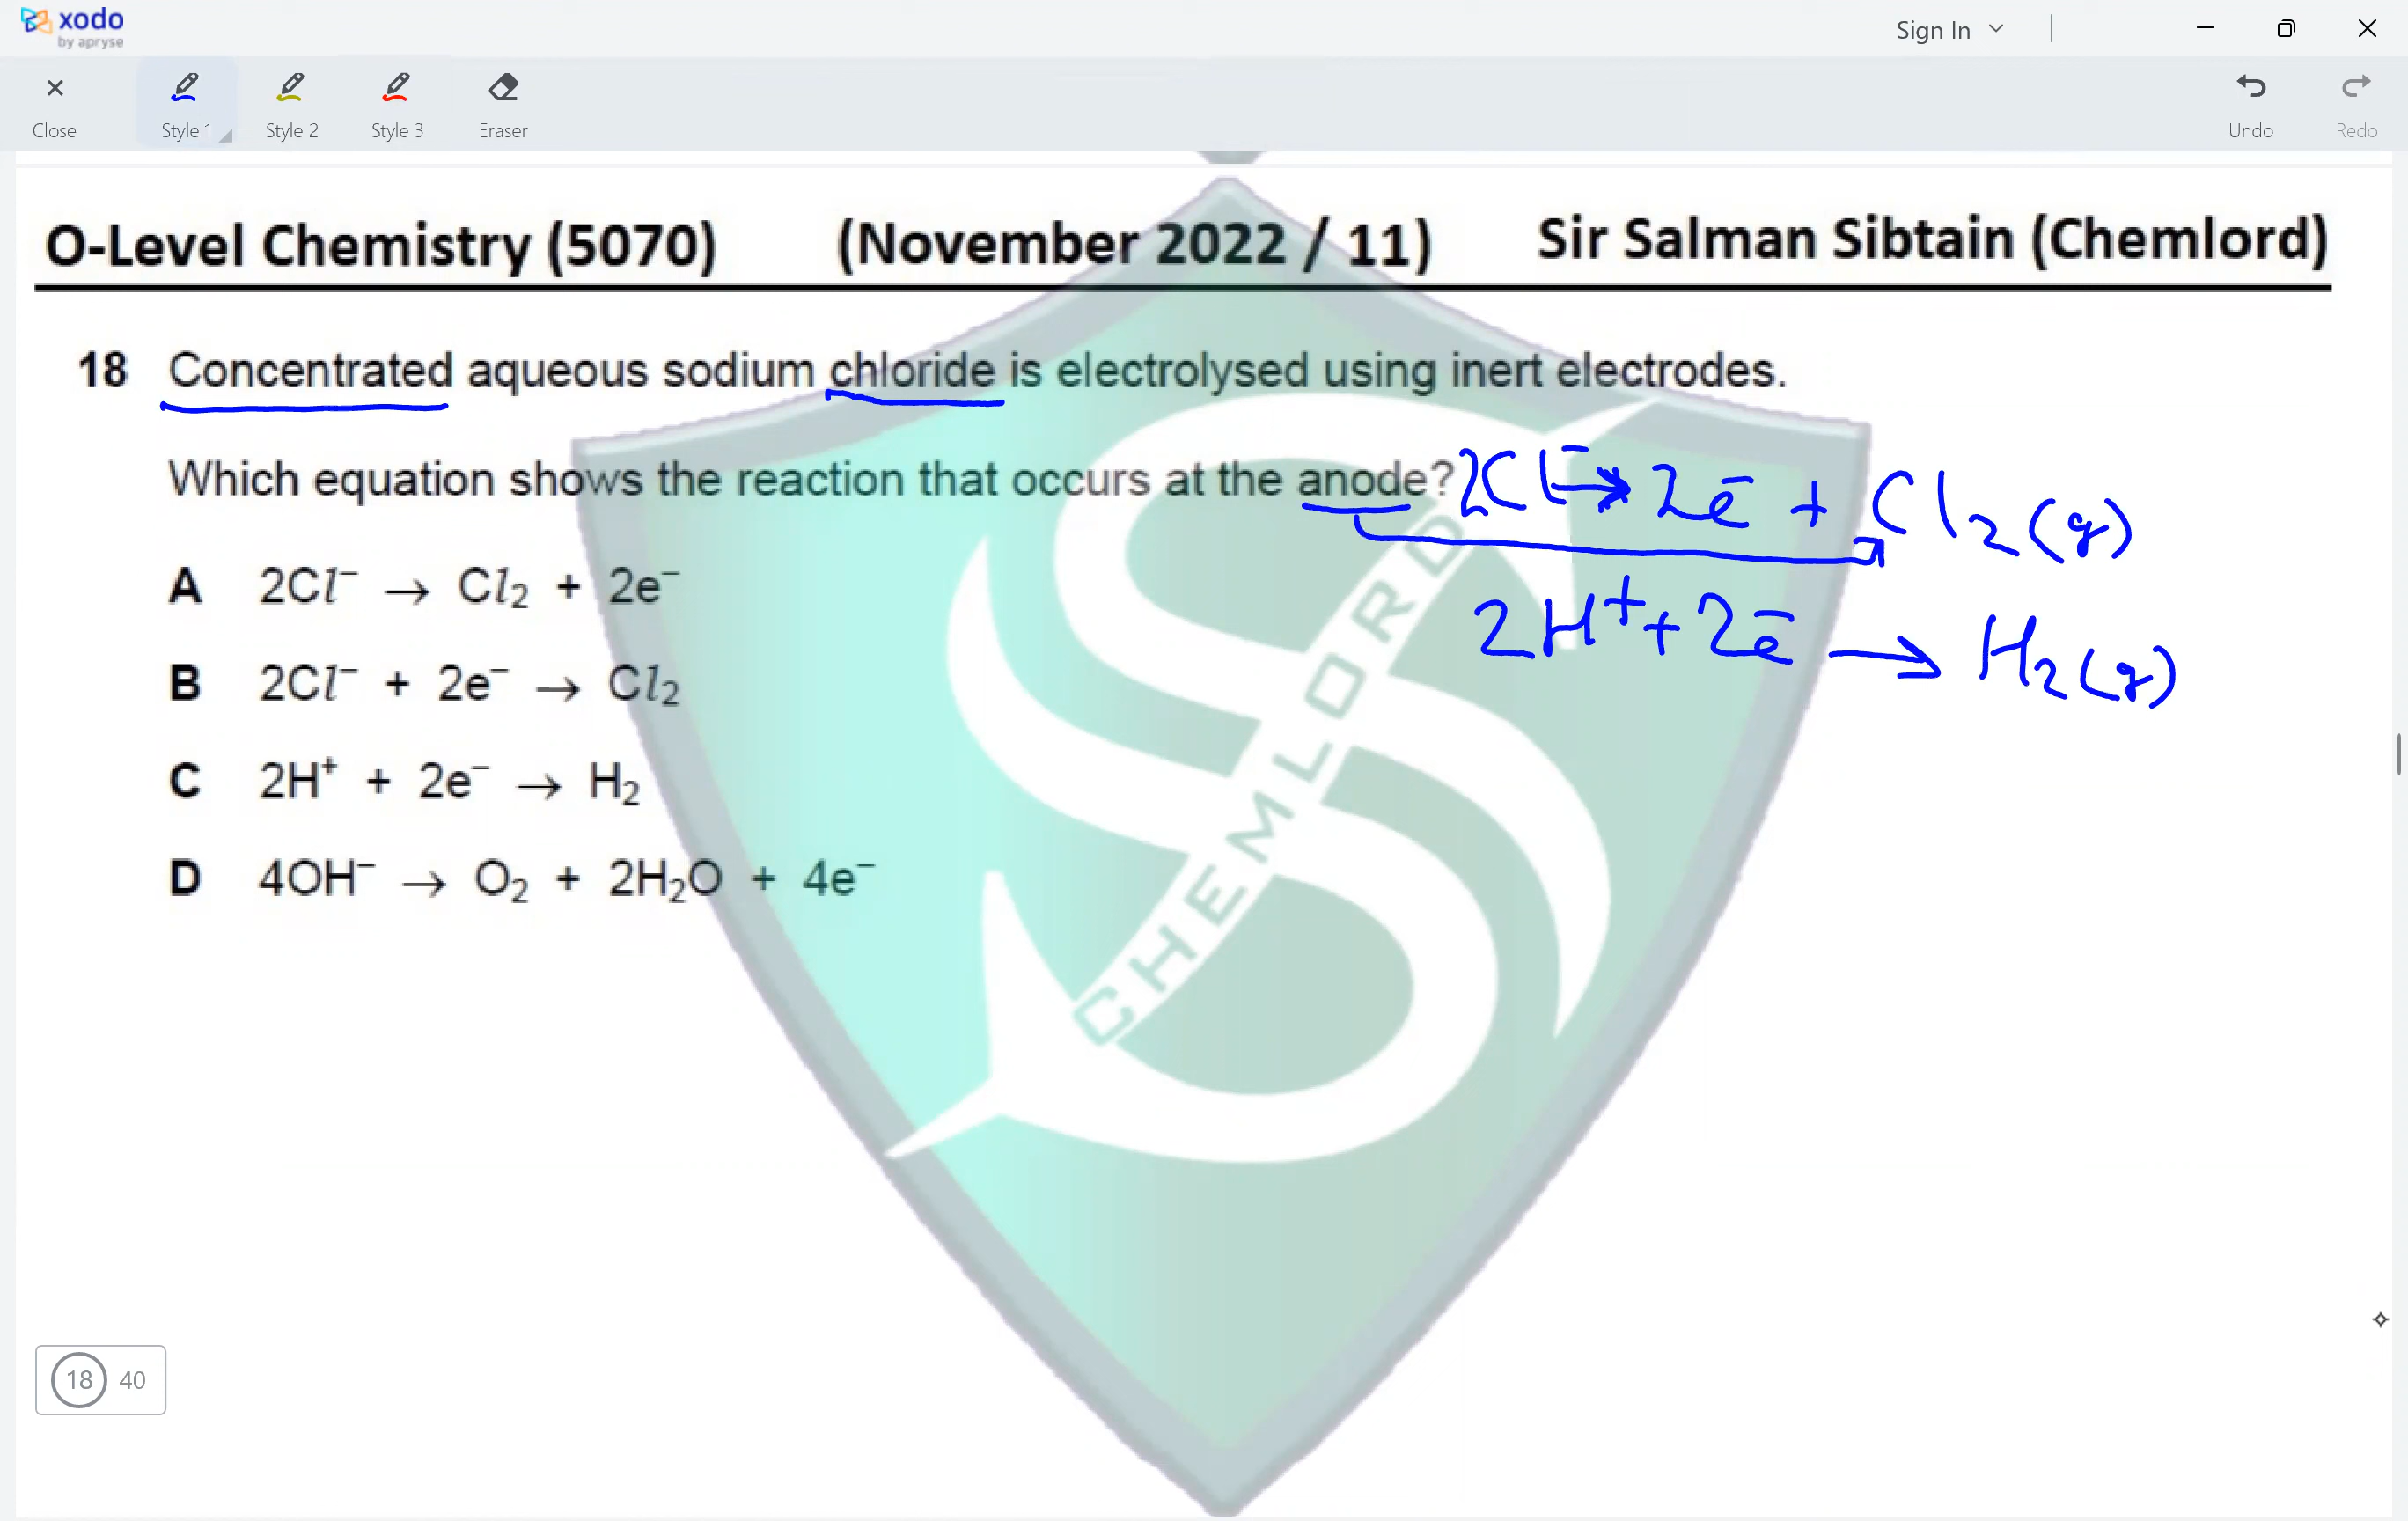 xodo
by apryse
Sign In
Close
Style 1
Style 2
Style 3
Eraser
Undo
Redo
O-Level Chemistry (5070) (November 2022 / 11) Sir Salman Sibtain (Chemlord)
18 Concentrated aqueous sodium chloride is electrolysed using inert electrodes.
Which equation shows the reaction that occurs at the anode?
2Cl⁻ → 2e⁻ + Cl₂(g)
2H⁺ + 2e⁻ → H₂(g)
A 2Cl⁻ → Cl₂ + 2e⁻
B 2Cl⁻ + 2e⁻ → Cl₂
C 2H⁺ + 2e⁻ → H₂
D 4OH⁻ → O₂ + 2H₂O + 4e⁻
CHEMLORD
18 40